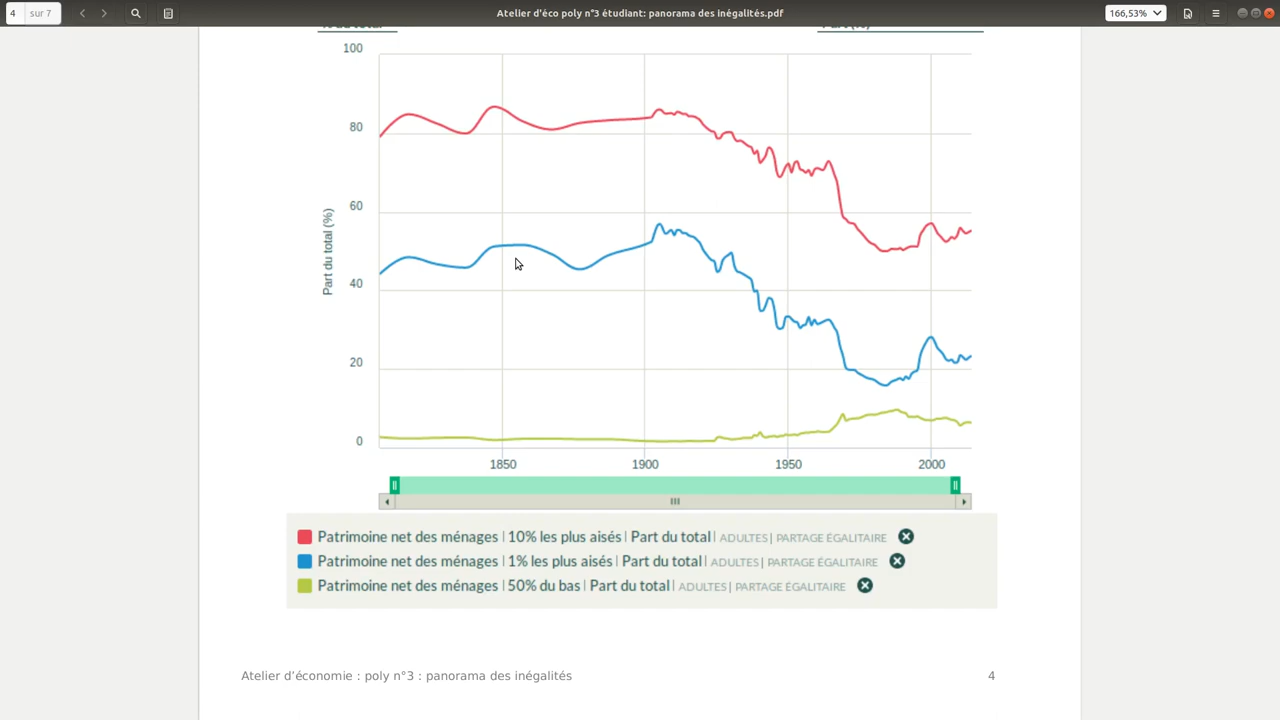 4 sur 7
Atelier d'éco poly n°3 étudiant: panorama des inégalités.pdf
166,53%
100
80
60
40
20
0
Part du total (%)
1850 1900 1950 2000
Patrimoine net des ménages | 10% les plus aisés | Part du total | ADULTES | PARTAGE ÉGALITAIRE
Patrimoine net des ménages | 1% les plus aisés | Part du total | ADULTES | PARTAGE ÉGALITAIRE
Patrimoine net des ménages | 50% du bas | Part du total | ADULTES | PARTAGE ÉGALITAIRE
Atelier d'économie : poly n°3 : panorama des inégalités 4